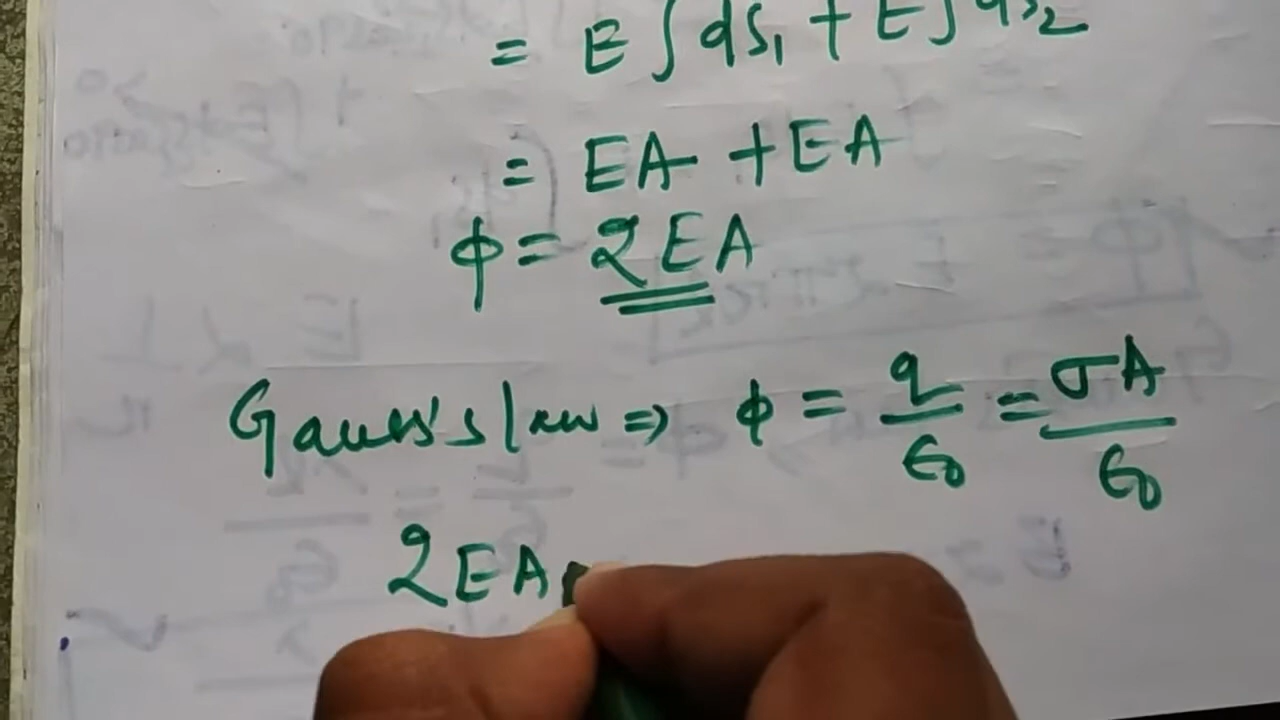 = E∫ds₁ + E∫ds₂
= EA + EA
ϕ = 2EA
Gauss's law ⇒ ϕ = q/ϵ₀ = σA/ϵ₀
2EA